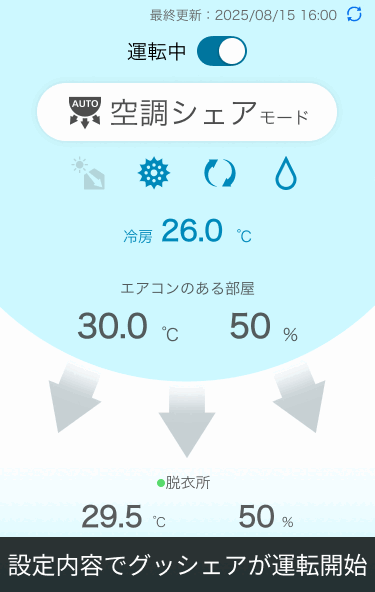 最終更新：2025/08/15 16:00
運転中
AUTO 空調シェアモード
冷房 26.0 ℃
エアコンのある部屋
30.0 ℃ 50 %
脱衣所
29.5 ℃ 50 %
設定内容でグッシェアが運転開始